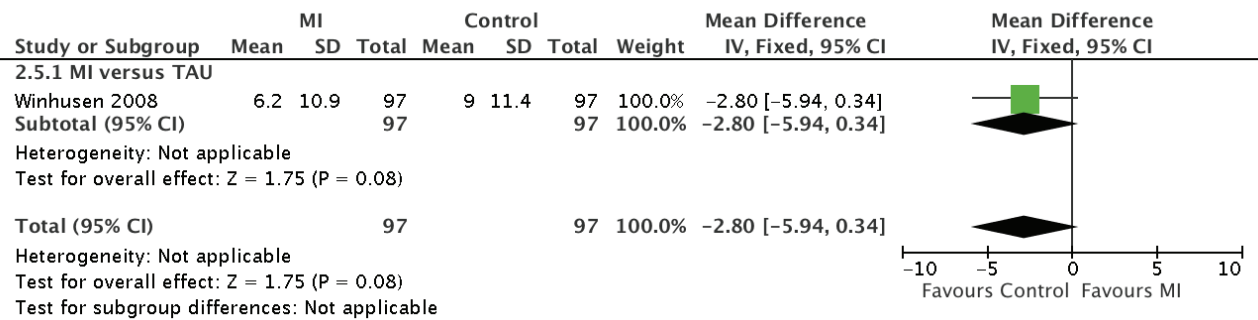 MI Control Mean Difference Mean Difference
Study or Subgroup Mean SD Total Mean SD Total Weight IV, Fixed, 95% CI IV, Fixed, 95% CI
2.5.1 MI versus TAU
Winhusen 2008 6.2 10.9 97 9 11.4 97 100.0% −2.80 [−5.94, 0.34]
Subtotal (95% CI) 97 97 100.0% −2.80 [−5.94, 0.34]
Heterogeneity: Not applicable
Test for overall effect: Z = 1.75 (P = 0.08)
Total (95% CI) 97 97 100.0% −2.80 [−5.94, 0.34]
Heterogeneity: Not applicable
Test for overall effect: Z = 1.75 (P = 0.08)
Test for subgroup differences: Not applicable
−10 −5 0 5 10
Favours Control Favours MI